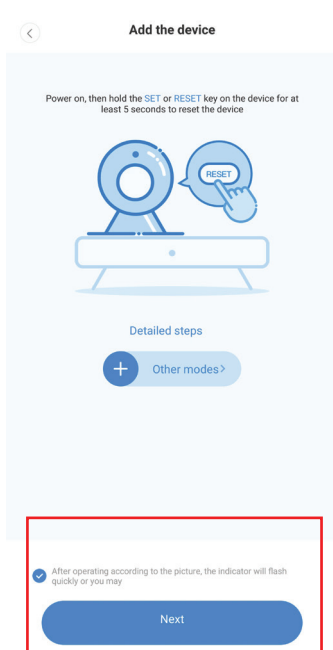 Add the device
Power on, then hold the SET or RESET key on the device for at
least 5 seconds to reset the device
RESET
Detailed steps
Other modes>
After operating according to the picture, the indicator will flash
quickly or you may
Next